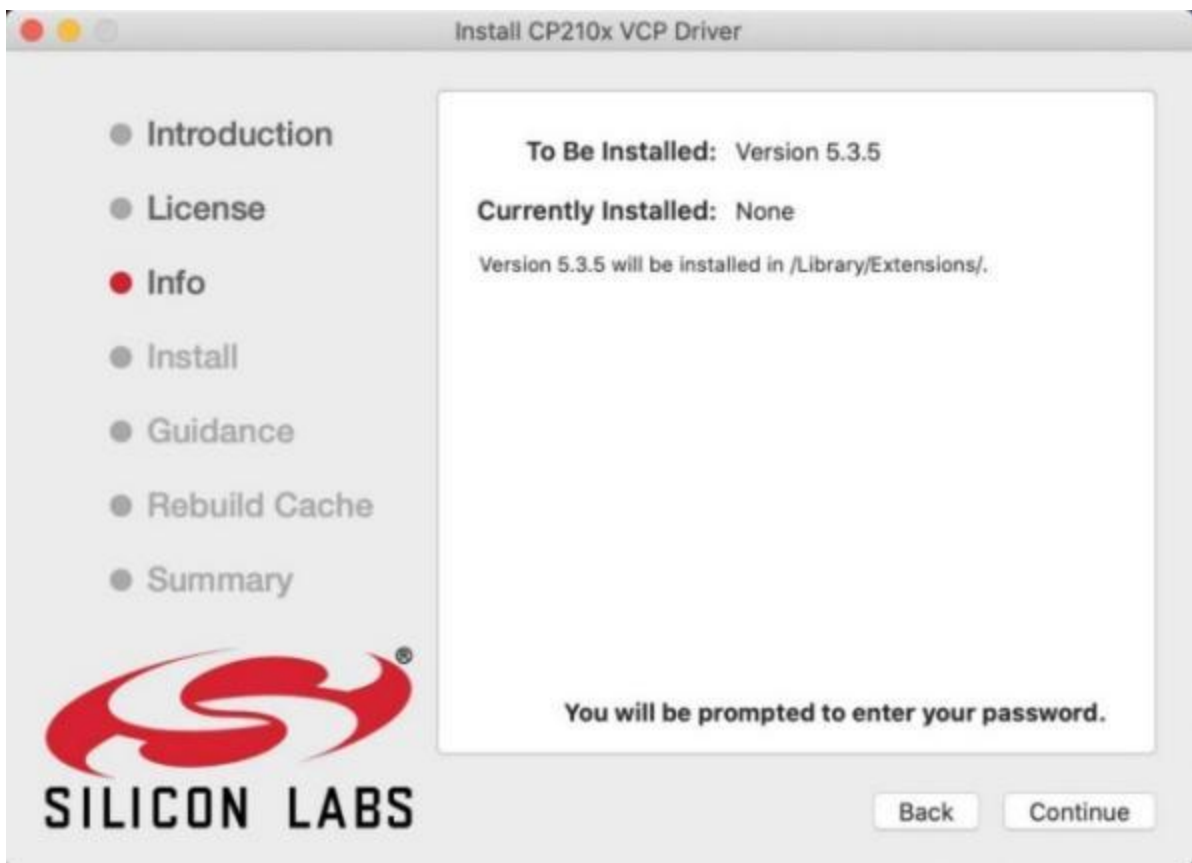 Install CP210x VCP Driver
Introduction
License
Info
Install
Guidance
Rebuild Cache
Summary
To Be Installed: Version 5.3.5
Currently Installed: None
Version 5.3.5 will be installed in /Library/Extensions/.
You will be prompted to enter your password.
®
SILICON LABS
Back
Continue